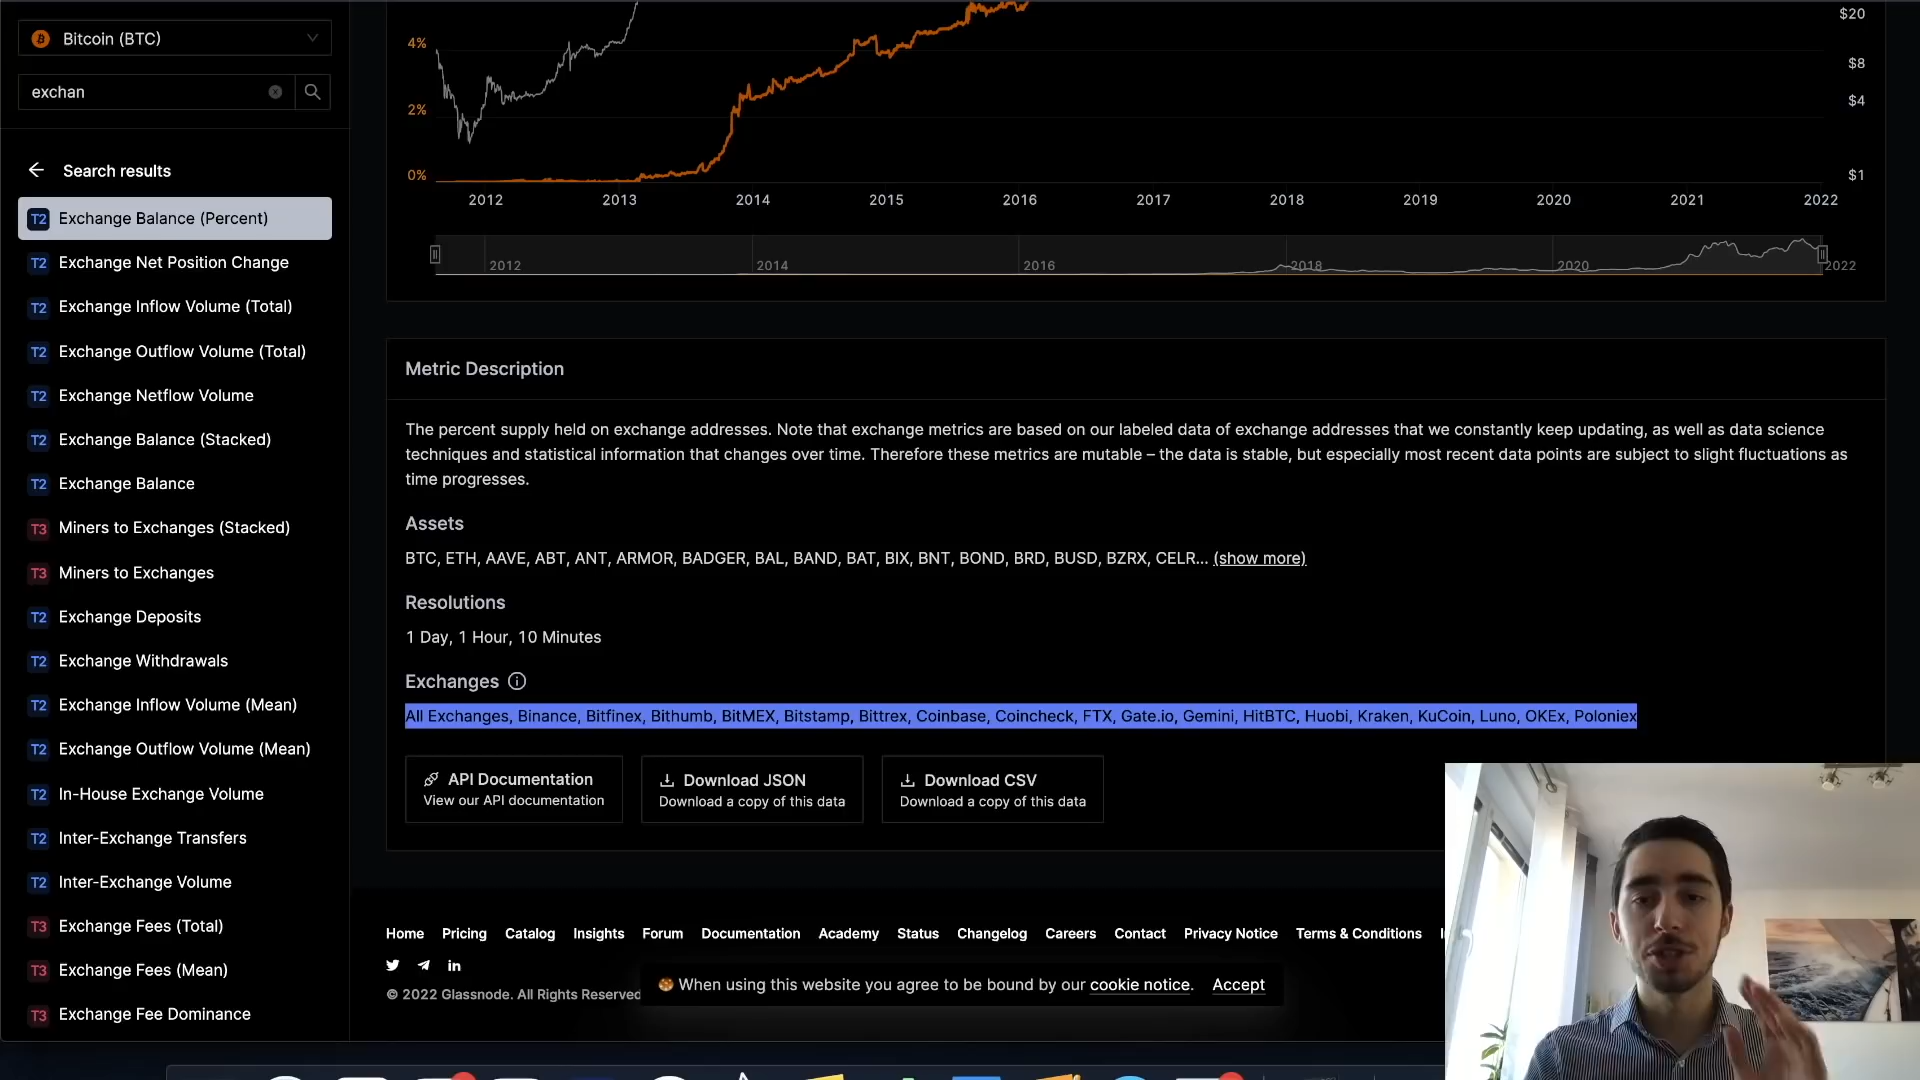 Bitcoin (BTC)
exchan
Search results
T2 Exchange Balance (Percent)
T2 Exchange Net Position Change
T2 Exchange Inflow Volume (Total)
T2 Exchange Outflow Volume (Total)
T2 Exchange Netflow Volume
T2 Exchange Balance (Stacked)
T2 Exchange Balance
T3 Miners to Exchanges (Stacked)
T3 Miners to Exchanges
T2 Exchange Deposits
T2 Exchange Withdrawals
T2 Exchange Inflow Volume (Mean)
T2 Exchange Outflow Volume (Mean)
T2 In-House Exchange Volume
T2 Inter-Exchange Transfers
T2 Inter-Exchange Volume
T3 Exchange Fees (Total)
T3 Exchange Fees (Mean)
T3 Exchange Fee Dominance
4%
2%
0%
$20
$8
$4
$1
2012 2013 2014 2015 2016 2017 2018 2019 2020 2021 2022
2012 2014 2016 2018 2020 2022
Metric Description
The percent supply held on exchange addresses. Note that exchange metrics are based on our labeled data of exchange addresses that we constantly keep updating, as well as data science
techniques and statistical information that changes over time. Therefore these metrics are mutable – the data is stable, but especially most recent data points are subject to slight fluctuations as
time progresses.
Assets
BTC, ETH, AAVE, ABT, ANT, ARMOR, BADGER, BAL, BAND, BAT, BIX, BNT, BOND, BRD, BUSD, BZRX, CELR... (show more)
Resolutions
1 Day, 1 Hour, 10 Minutes
Exchanges
All Exchanges, Binance, Bitfinex, Bithumb, BitMEX, Bitstamp, Bittrex, Coinbase, Coincheck, FTX, Gate.io, Gemini, HitBTC, Huobi, Kraken, KuCoin, Luno, OKEx, Poloniex
API Documentation
View our API documentation
Download JSON
Download a copy of this data
Download CSV
Download a copy of this data
Home Pricing Catalog Insights Forum Documentation Academy Status Changelog Careers Contact Privacy Notice Terms & Conditions
© 2022 Glassnode. All Rights Reserved
When using this website you agree to be bound by our cookie notice. Accept